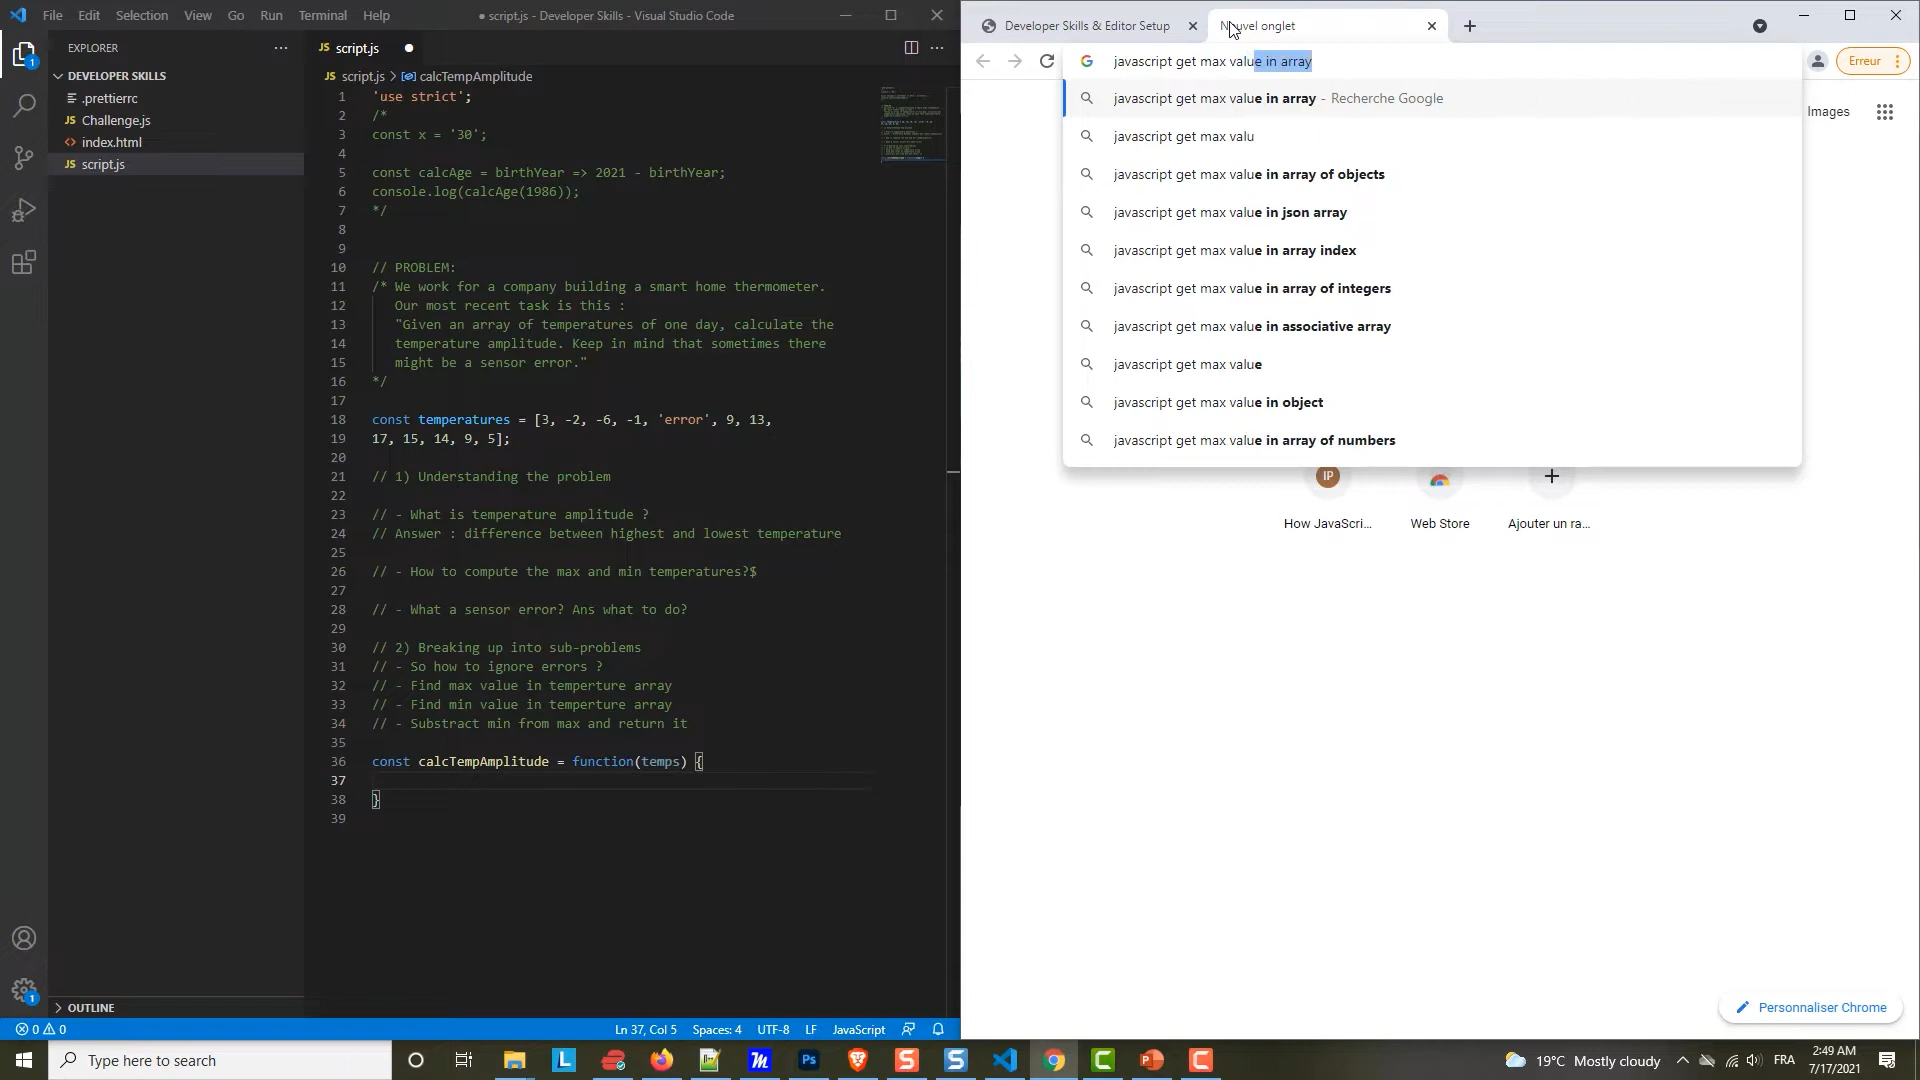 File Edit Selection View Go Run Terminal Help
● script.js - Developer Skills - Visual Studio Code
EXPLORER
DEVELOPER SKILLS
.prettierrc
JS Challenge.js
<> index.html
JS script.js
OUTLINE
JS script.js
JS script.js > calcTempAmplitude
1 'use strict';
2 /*
3 const x = '30';
4
5 const calcAge = birthYear => 2021 - birthYear;
6 console.log(calcAge(1986));
7 */
8
9
10 // PROBLEM:
11 /* We work for a company building a smart home thermometer.
12 Our most recent task is this :
13 "Given an array of temperatures of one day, calculate the
14 temperature amplitude. Keep in mind that sometimes there
15 might be a sensor error."
16 */
17
18 const temperatures = [3, -2, -6, -1, 'error', 9, 13,
19 17, 15, 14, 9, 5];
20
21 // 1) Understanding the problem
22
23 // - What is temperature amplitude ?
24 // Answer : difference between highest and lowest temperature
25
26 // - How to compute the max and min temperatures?$
27
28 // - What a sensor error? Ans what to do?
29
30 // 2) Breaking up into sub-problems
31 // - So how to ignore errors ?
32 // - Find max value in temperture array
33 // - Find min value in temperture array
34 // - Substract min from max and return it
35
36 const calcTempAmplitude = function(temps) {
37
38 }
39
0 0
Ln 37, Col 5 Spaces: 4 UTF-8 LF JavaScript
Developer Skills & Editor Setup
Nouvel onglet
javascript get max value in array
Erreur
javascript get max value in array - Recherche Google
javascript get max valu
javascript get max value in array of objects
javascript get max value in json array
javascript get max value in array index
javascript get max value in array of integers
javascript get max value in associative array
javascript get max value
javascript get max value in object
javascript get max value in array of numbers
Images
IP
How JavaScri...
Web Store
Ajouter un ra...
Personnaliser Chrome
Type here to search
19°C Mostly cloudy
FRA
2:49 AM
7/17/2021